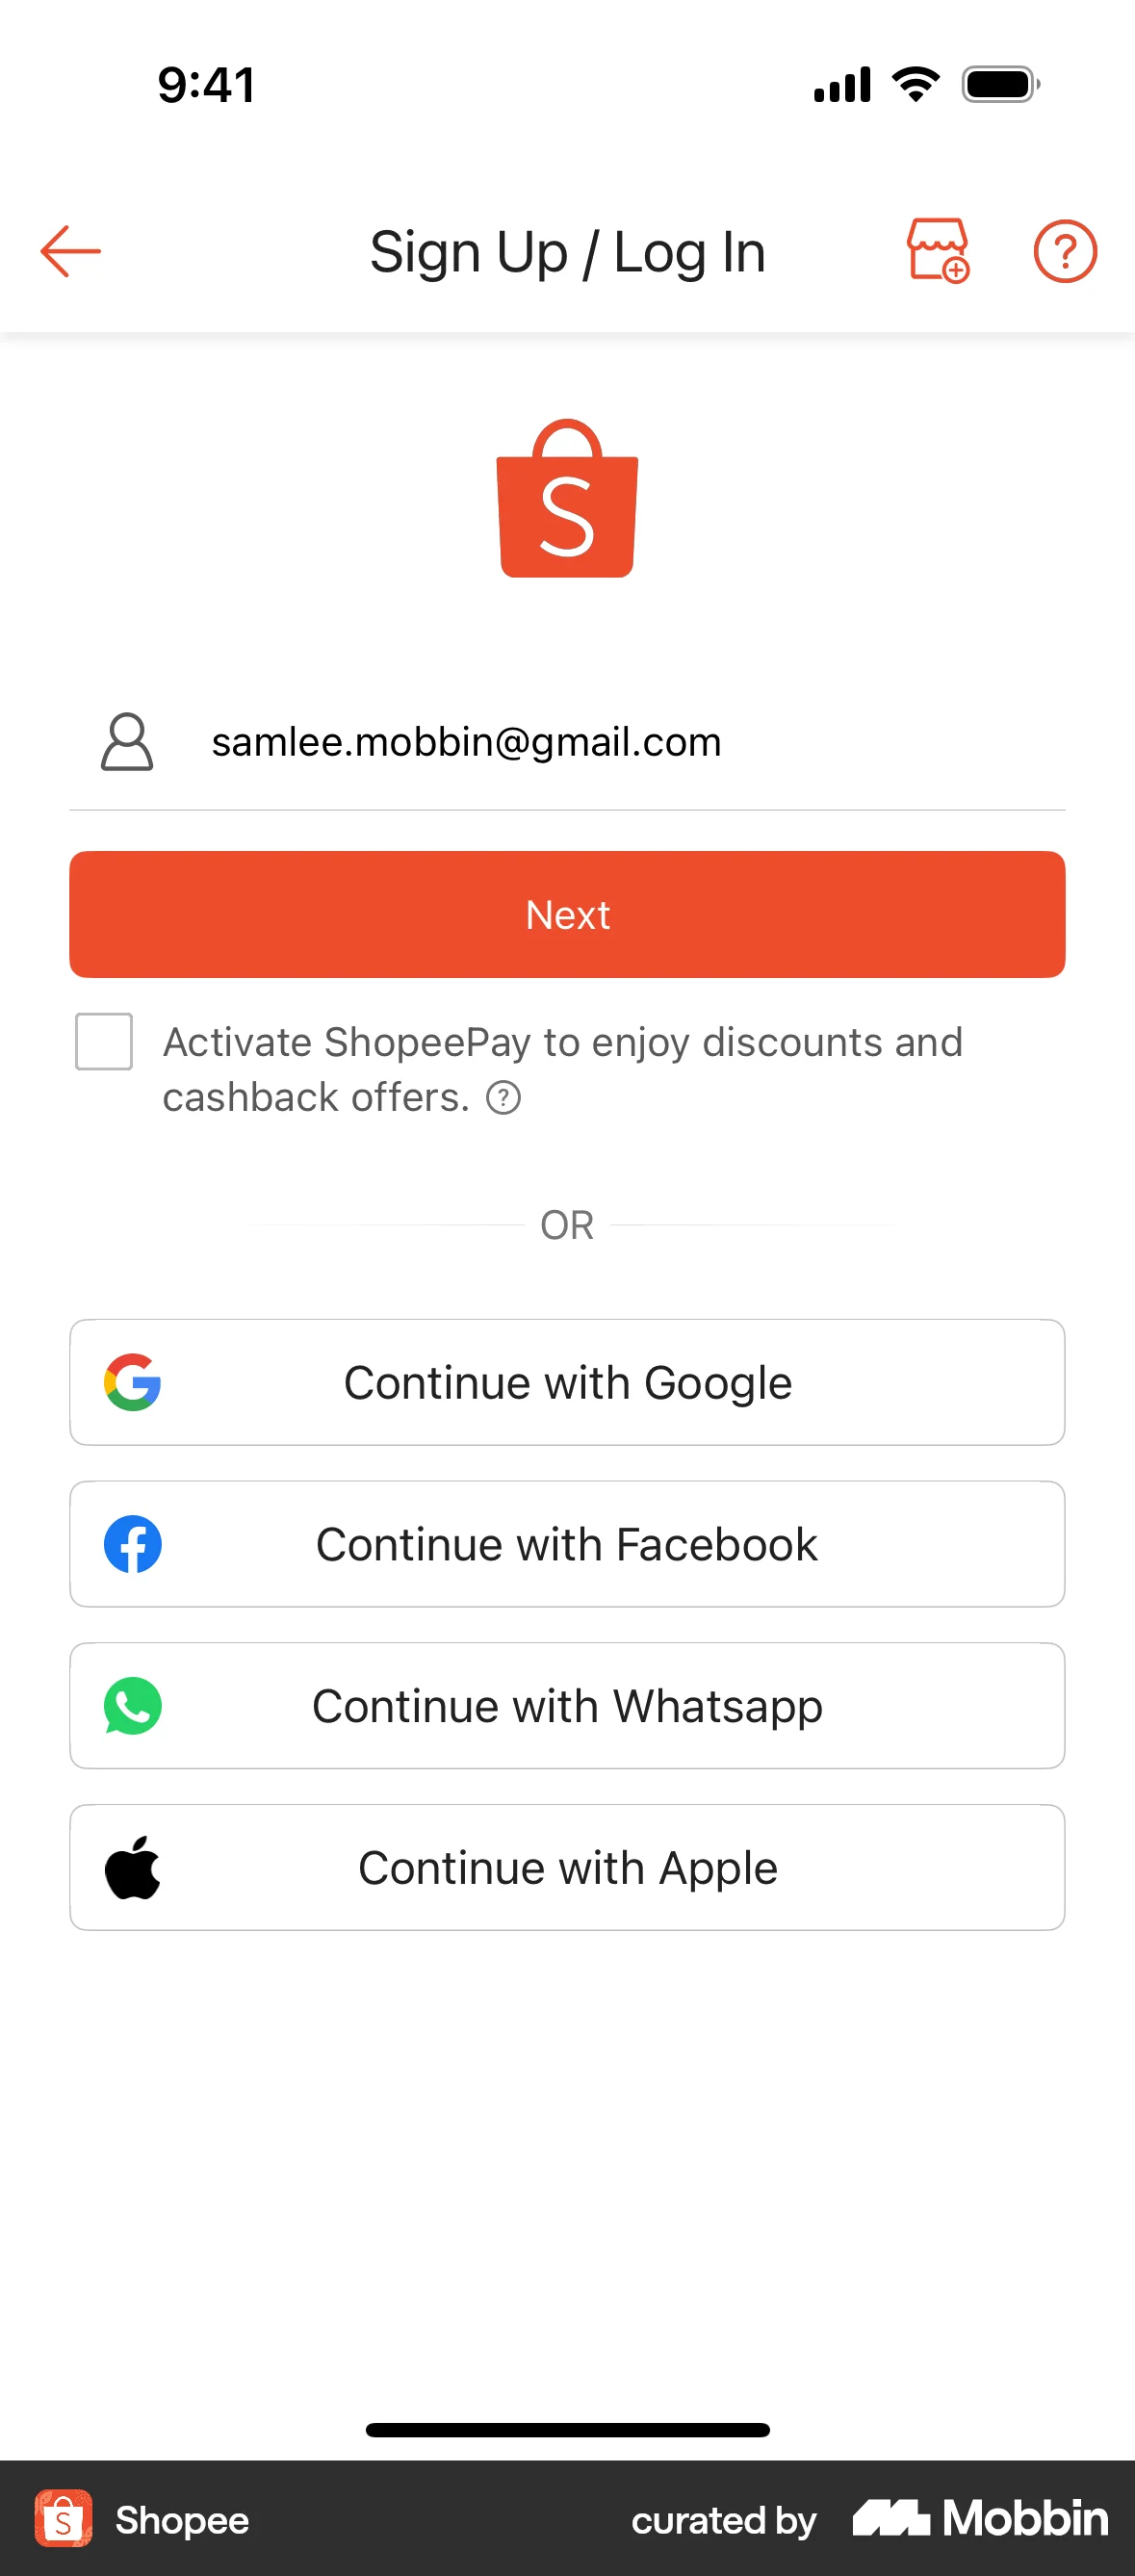 9:41
Sign Up / Log In
S
samlee.mobbin@gmail.com
Next
Activate ShopeePay to enjoy discounts and
cashback offers. ?
OR
Continue with Google
Continue with Facebook
Continue with Whatsapp
Continue with Apple
S Shopee curated by Mobbin